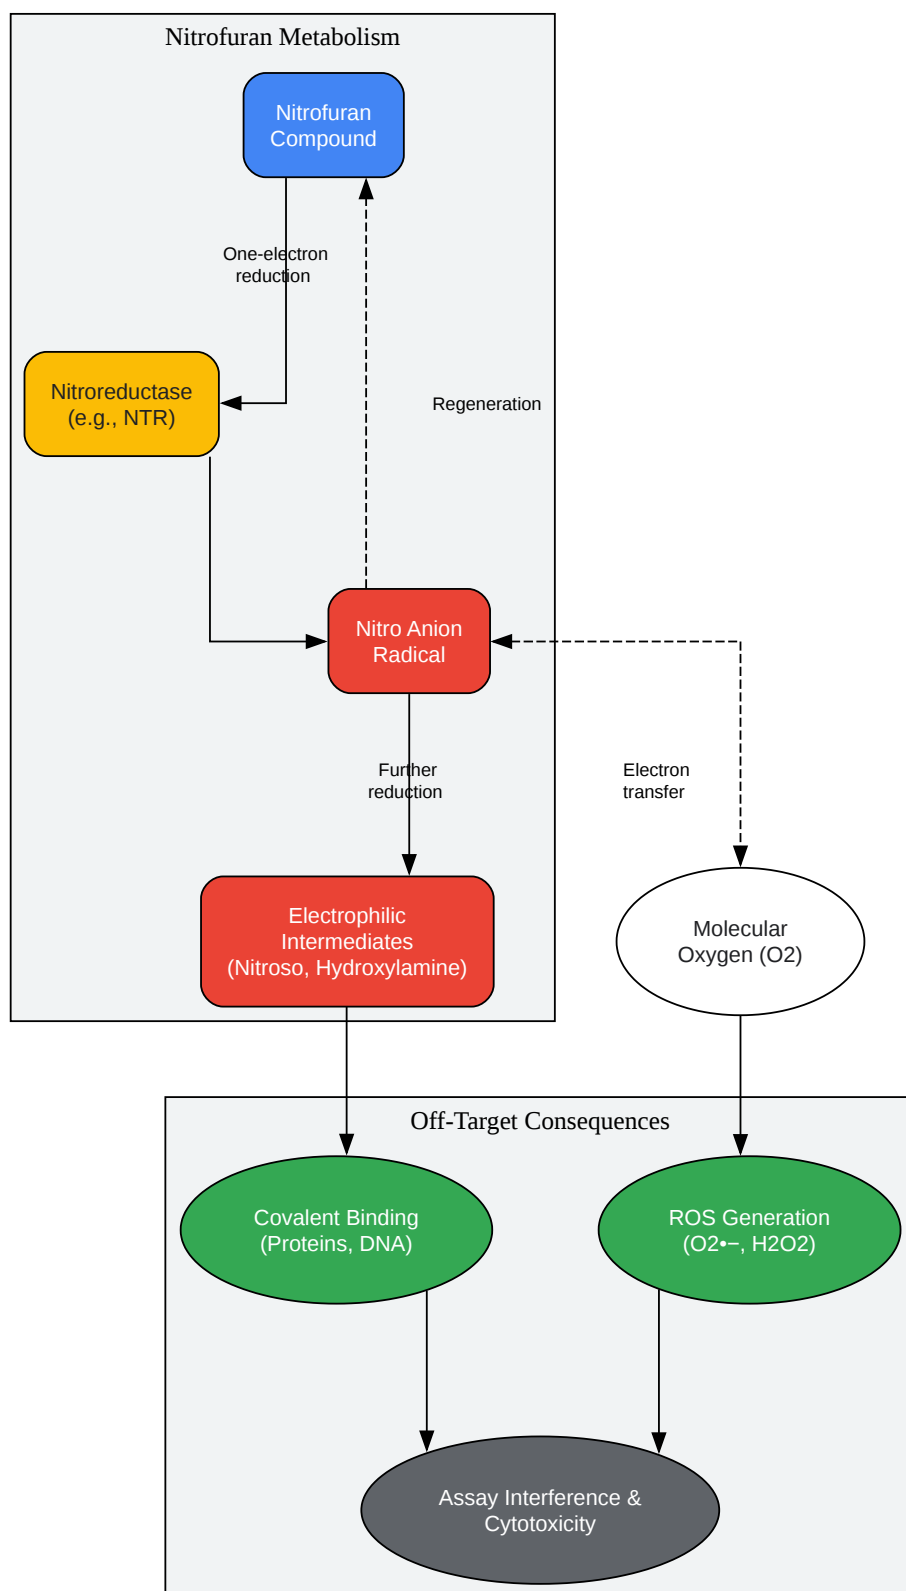 Nitrofuran Metabolism
Nitrofuran
Compound
One-electron
reduction
Nitroreductase
(e.g., NTR)
Regeneration
Nitro Anion
Radical
Further
reduction
Electron
transfer
Electrophilic
Intermediates
(Nitroso, Hydroxylamine)
Molecular
Oxygen (O2)
Off-Target Consequences
Covalent Binding
(Proteins, DNA)
ROS Generation
(O2•−, H2O2)
Assay Interference &
Cytotoxicity